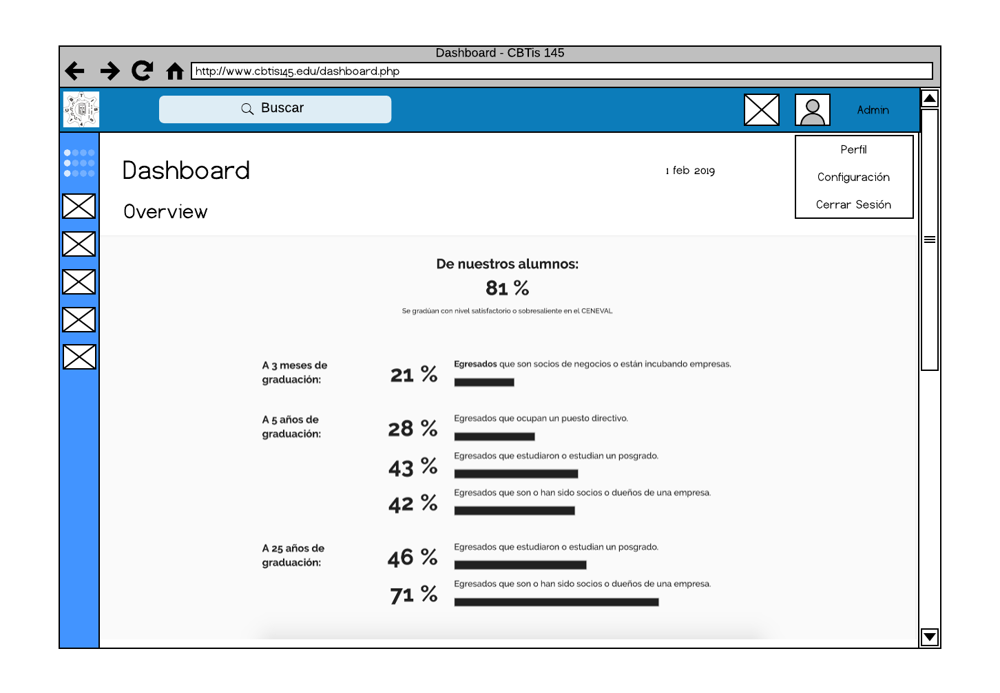 Dashboard - CBTis 145
http://www.cbtis145.edu/dashboard.php
Buscar
Admin
Perfil
Configuración
Cerrar Sesión
Dashboard
1 feb 2019
Overview
De nuestros alumnos:
81 %
Se gradúan con nivel satisfactorio o sobresaliente en el CENEVAL
A 3 meses de
graduación:
21 %
Egresados que son socios de negocios o están incubando empresas.
A 5 años de
graduación:
28 %
Egresados que ocupan un puesto directivo.
43 %
Egresados que estudiaron o estudian un posgrado.
42 %
Egresados que son o han sido socios o dueños de una empresa.
A 25 años de
graduación:
46 %
Egresados que estudiaron o estudian un posgrado.
71 %
Egresados que son o han sido socios o dueños de una empresa.